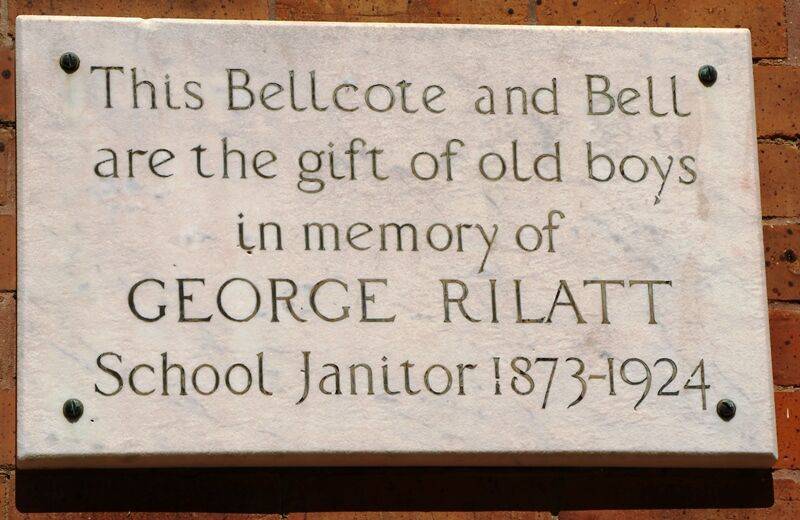 This Bellcote and Bell
are the gift of old boys
in memory of
GEORGE RILATT
School Janitor 1873-1924